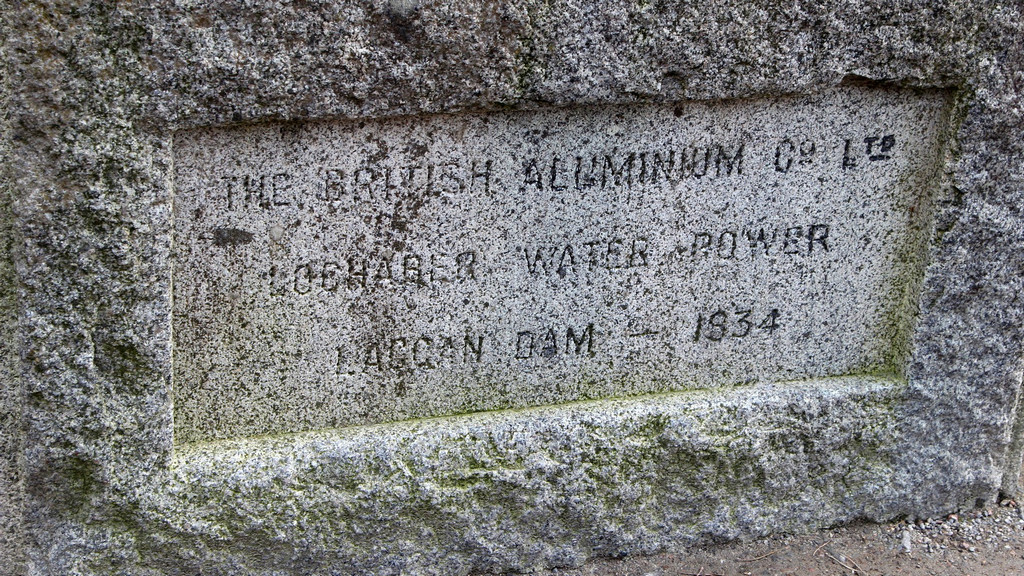 THE BRITISH ALUMINIUM Cº LTD
LOCHABER WATER POWER
LAGGAN DAM — 1934